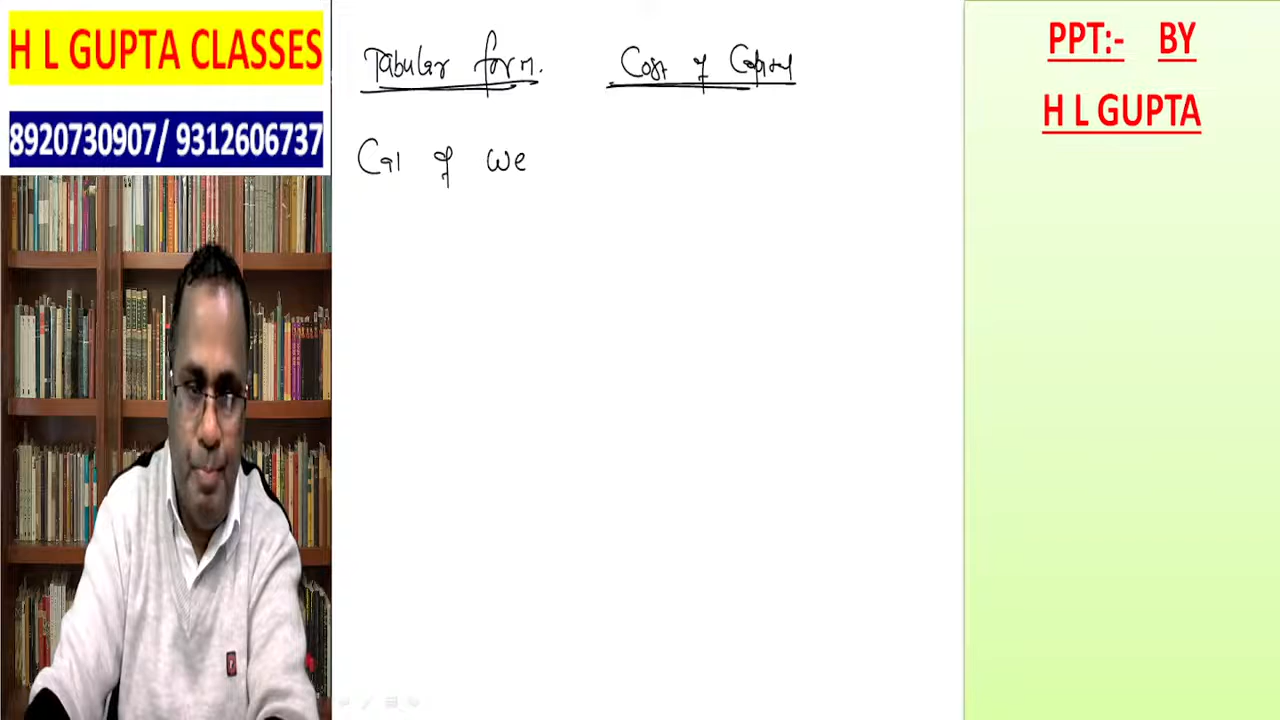 H L GUPTA CLASSES
8920730907/ 9312606737
Tabular form.
Cost of Capital
Cal of we
PPT:- BY
H L GUPTA